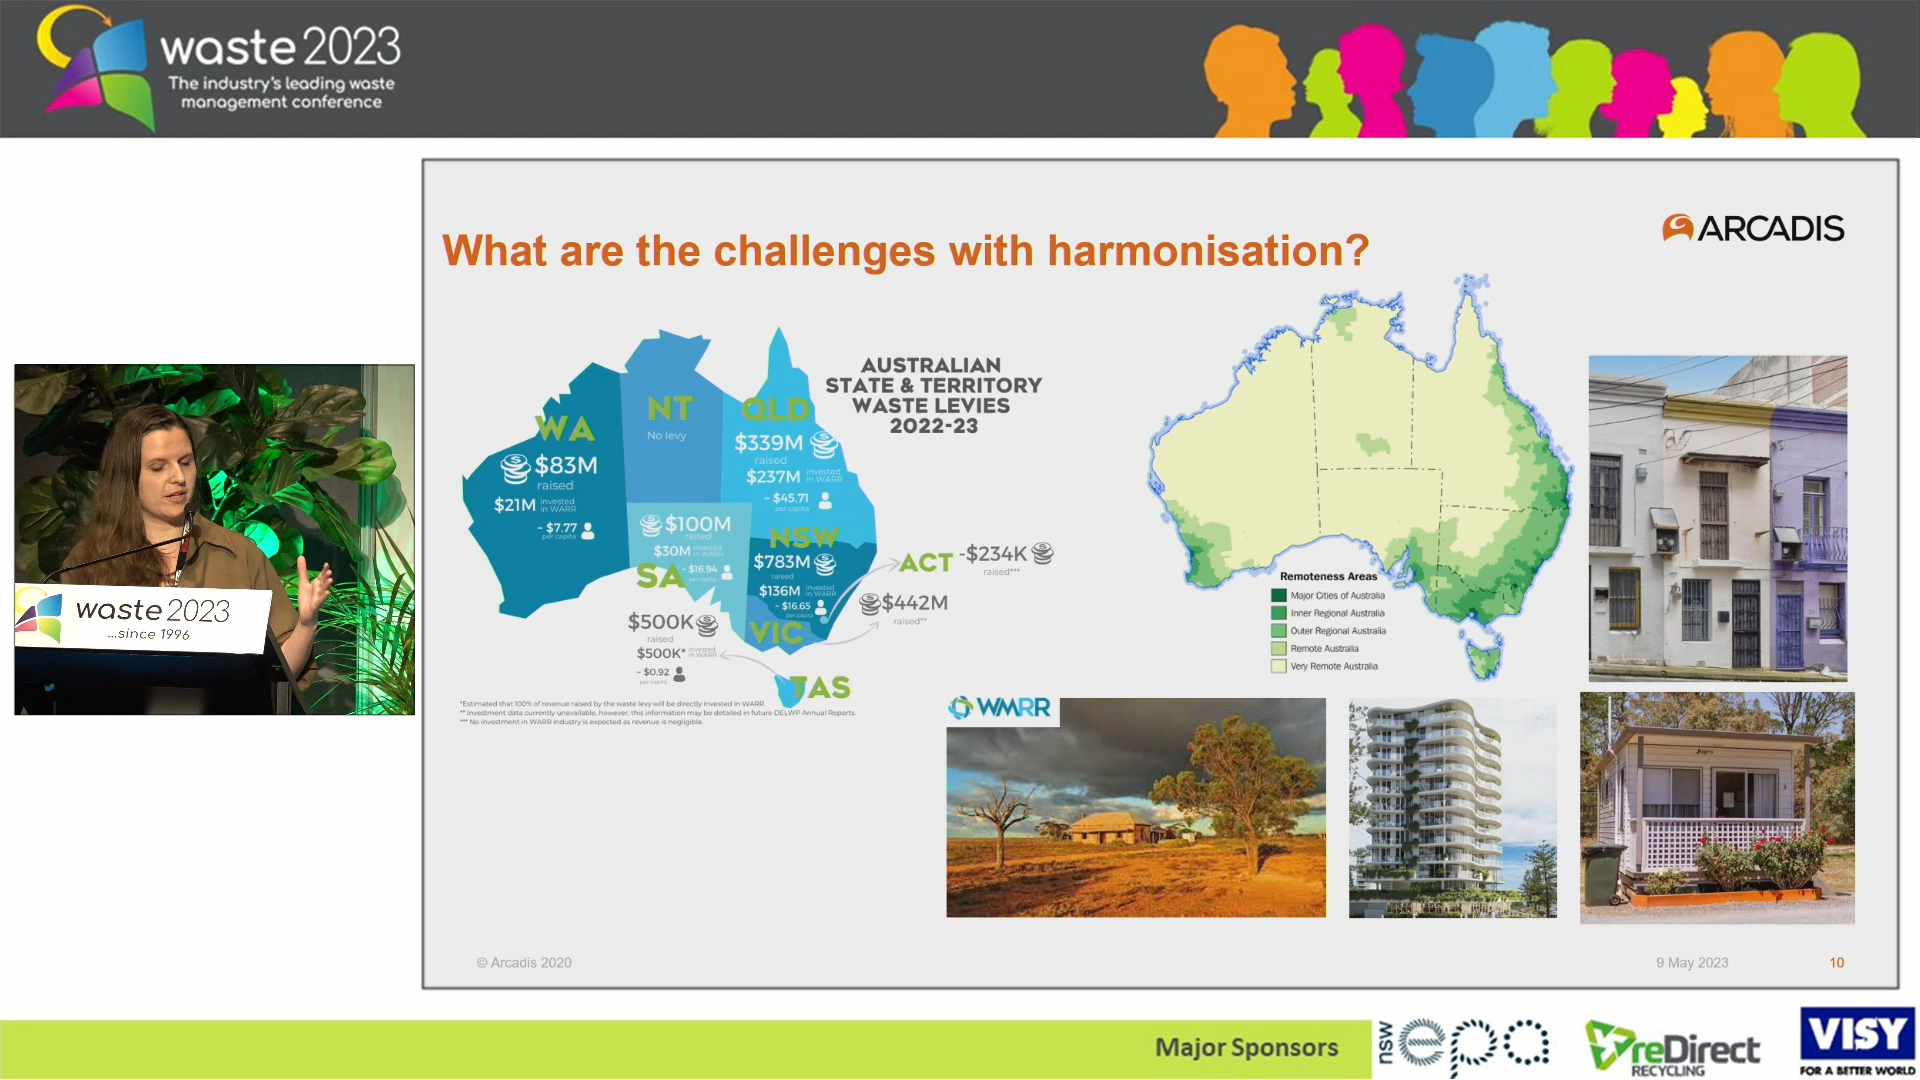 waste 2023
The industry's leading waste
management conference
What are the challenges with harmonisation?
ARCADIS
AUSTRALIAN
STATE & TERRITORY
WASTE LEVIES
2022-23
WA
$83M
raised
$21M invested in WARR
~ $7.77
per capita
NT
No levy
QLD
$339M
raised
$237M invested in WARR
~ $45.71
per capita
$100M
raised
$30M invested in WARR
SA ~ $16.94
per capita
NSW
$783M
raised
$136M invested in WARR
~ $16.65
per capita
ACT ~$234K
raised***
$442M
raised**
VIC
$500K
raised
$500K* invested in WARR
~ $0.92
per capita
TAS
*Estimated that 100% of revenue raised by the waste levy will be directly invested in WARR.
** Investment data currently unavailable, however, this information may be detailed in future DELWP Annual Reports.
*** No investment in WARR industry is expected as revenue is negligible.
Remoteness Areas
Major Cities of Australia
Inner Regional Australia
Outer Regional Australia
Remote Australia
Very Remote Australia
WMRR
waste 2023
...since 1996
© Arcadis 2020
9 May 2023
10
Major Sponsors
nsw epa
reDirect
RECYCLING
VISY
FOR A BETTER WORLD